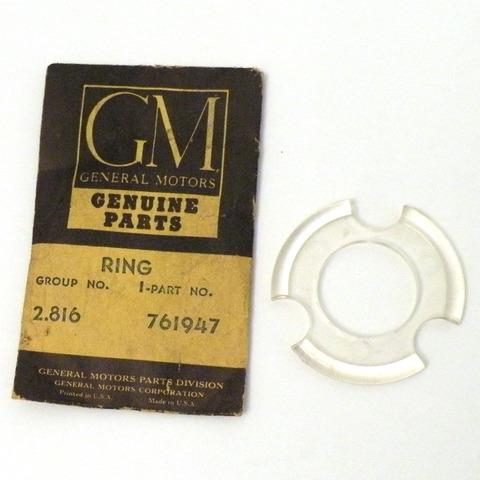 GM
GENERAL MOTORS
GENUINE
PARTS
RING
GROUP NO. 1-PART NO.
2.816 761947
GENERAL MOTORS PARTS DIVISION
GENERAL MOTORS CORPORATION
Printed in U.S.A. Made in U.S.A.